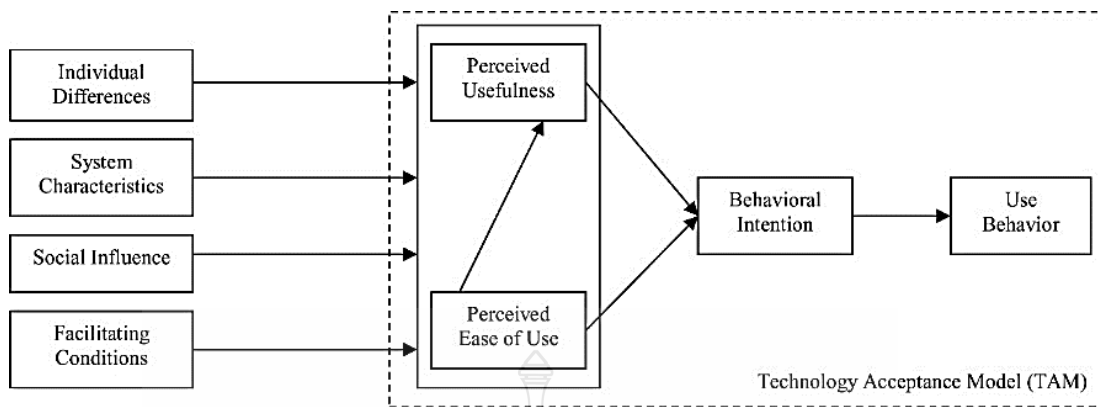 Individual
Differences
System
Characteristics
Social Influence
Facilitating
Conditions
Perceived
Usefulness
Perceived
Ease of Use
Behavioral
Intention
Use
Behavior
Technology Acceptance Model (TAM)